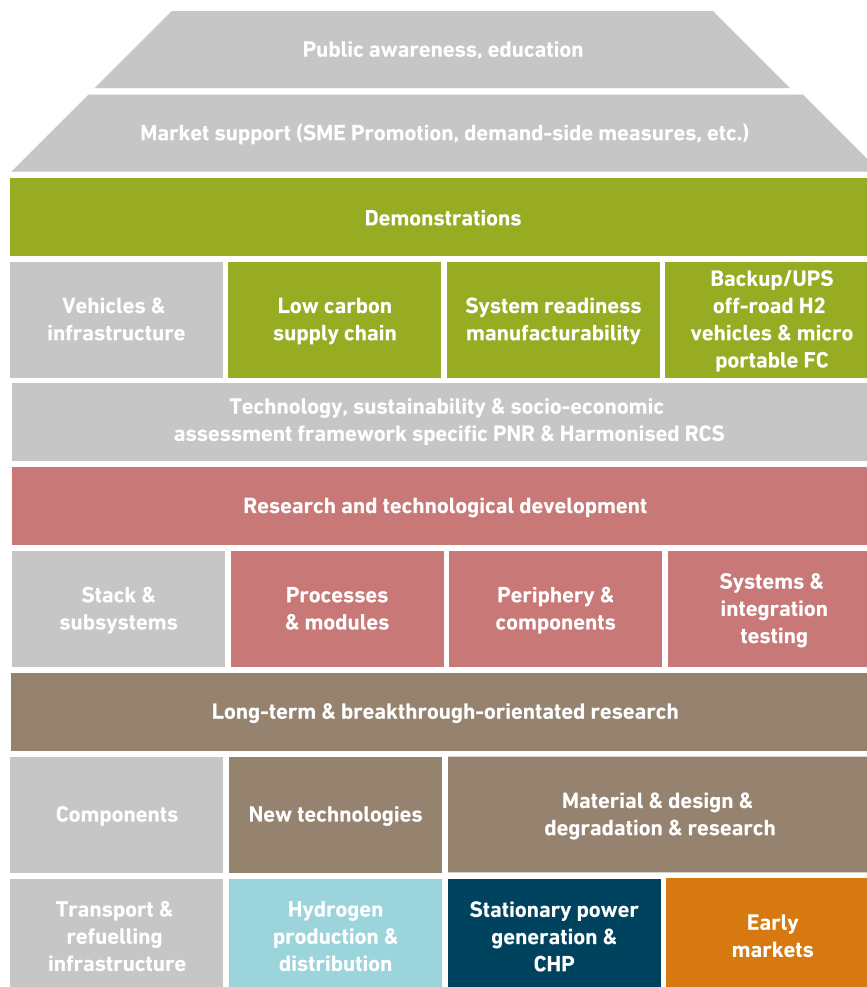 Public awareness, education
Market support (SME Promotion, demand-side measures, etc.)
Demonstrations
Vehicles &
infrastructure
Low carbon
supply chain
System readiness
manufacturability
Backup/UPS
off-road H2
vehicles & micro
portable FC
Technology, sustainability & socio-economic
assessment framework specific PNR & Harmonised RCS
Research and technological development
Stack &
subsystems
Processes
& modules
Periphery &
components
Systems &
integration
testing
Long-term & breakthrough-orientated research
Components
New technologies
Material & design &
degradation & research
Transport &
refuelling
infrastructure
Hydrogen
production &
distribution
Stationary power
generation &
CHP
Early
markets